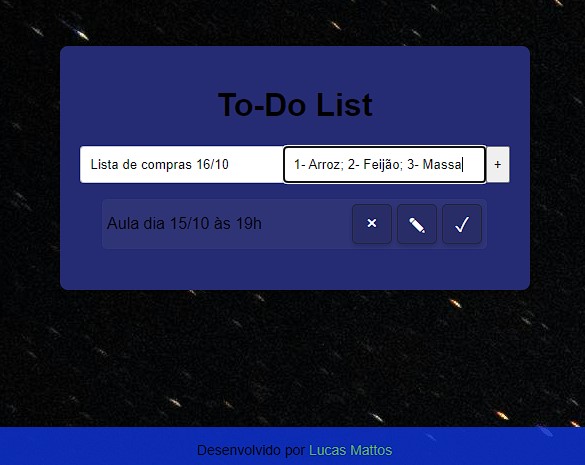 To-Do List
Lista de compras 16/10
1- Arroz; 2- Feijão; 3- Massa
+
Aula dia 15/10 às 19h
Desenvolvido por Lucas Mattos